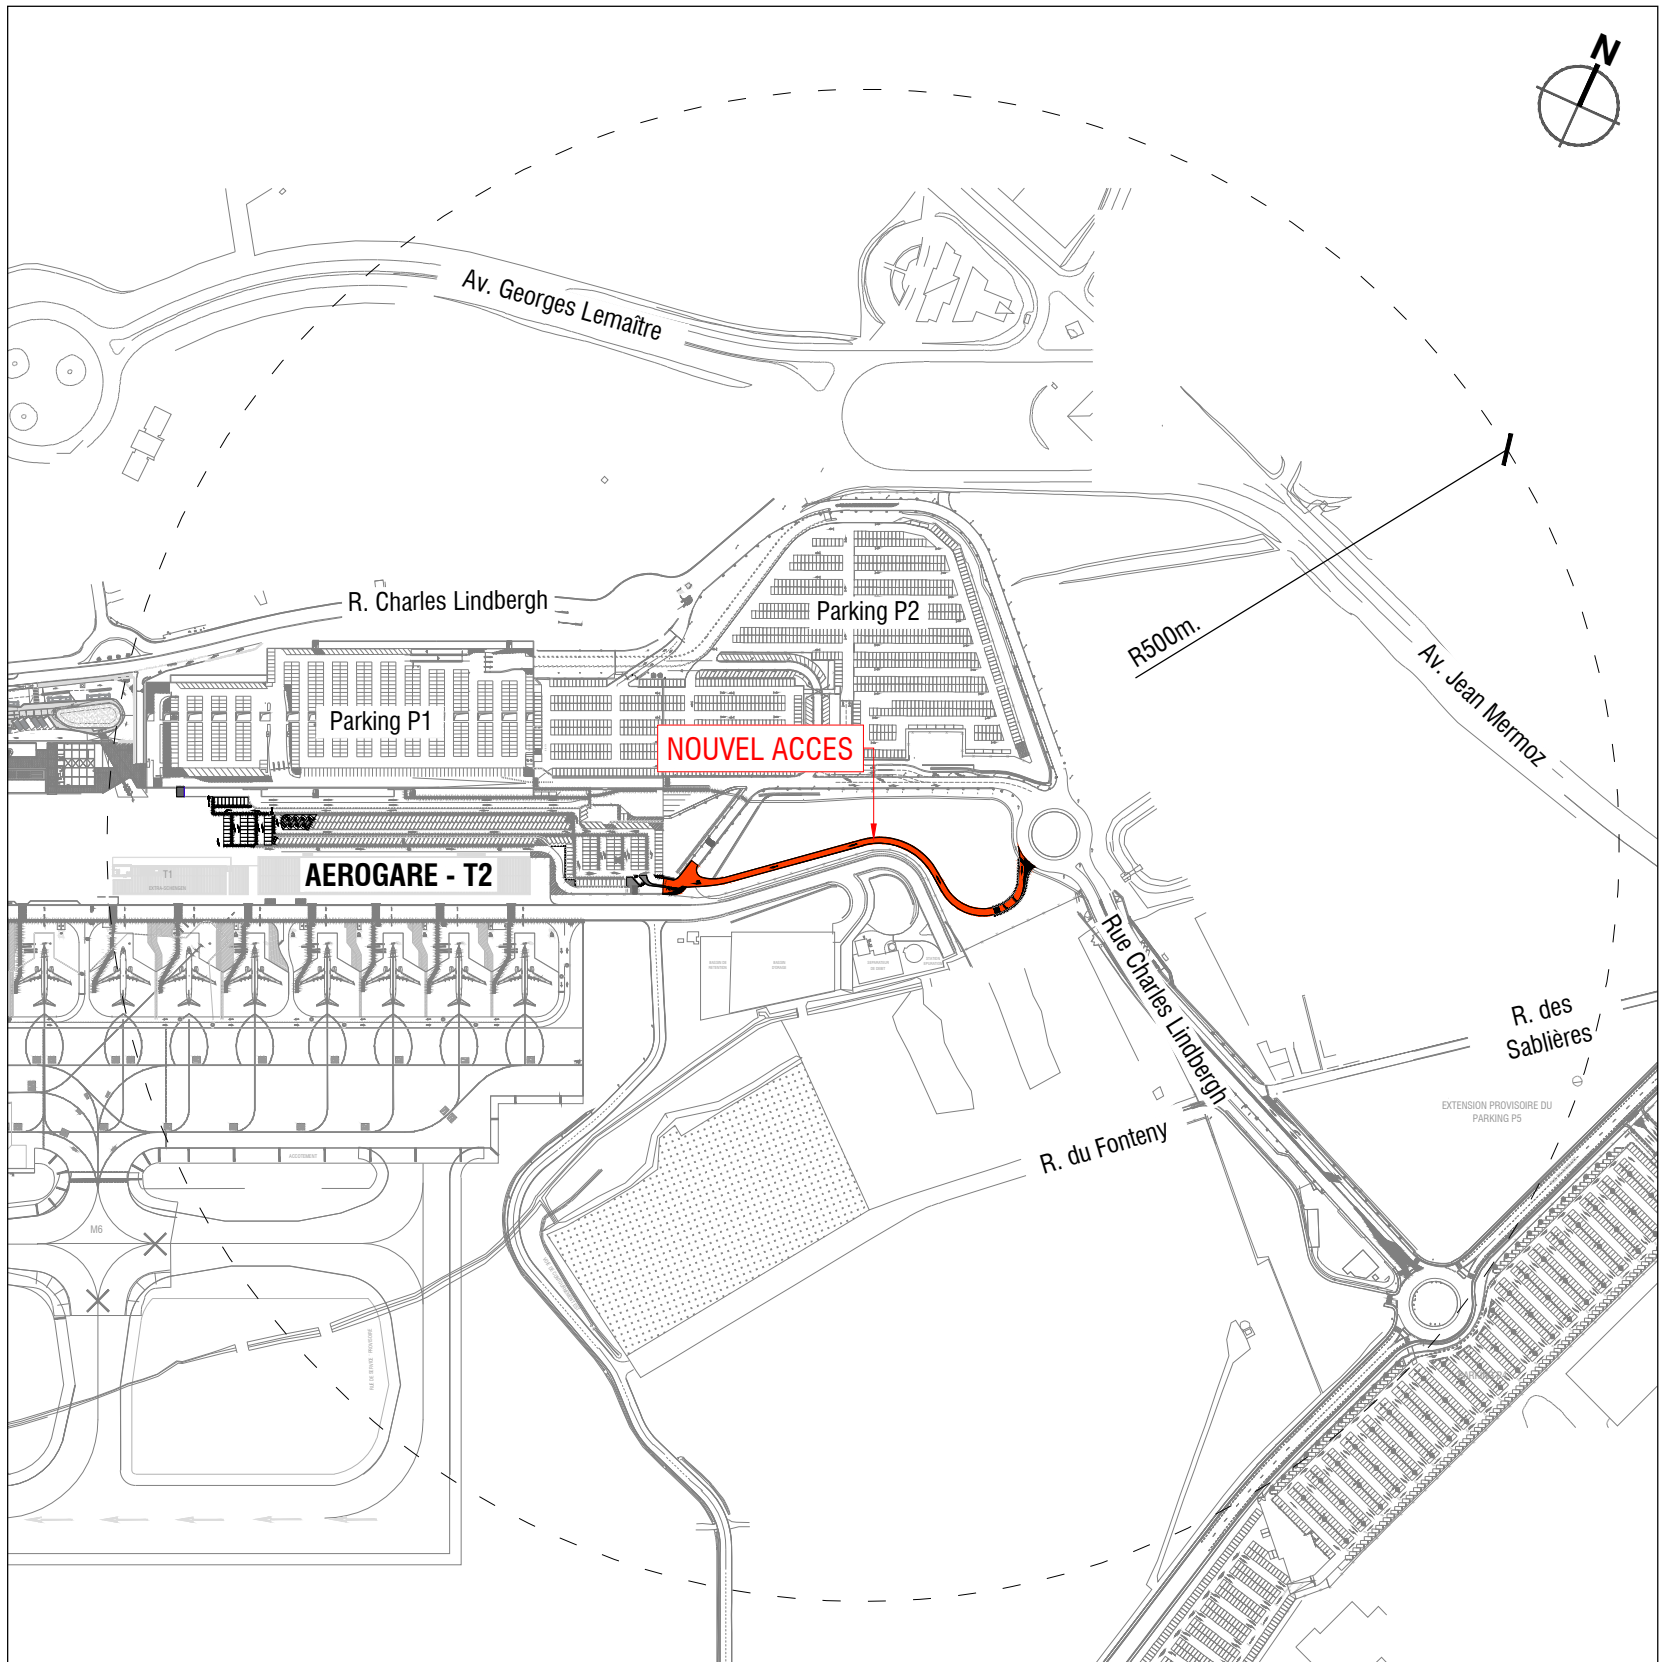 N
Av. Georges Lemaître
R. Charles Lindbergh
Parking P2
R500m.
Av. Jean Mermoz
Parking P1
NOUVEL ACCES
T1
AEROGARE - T2
Rue Charles Lindbergh
R. des
Sablières
EXTENSION PROVISOIRE DU
PARKING P5
R. du Fonteny
ACCOTEMENT
M6